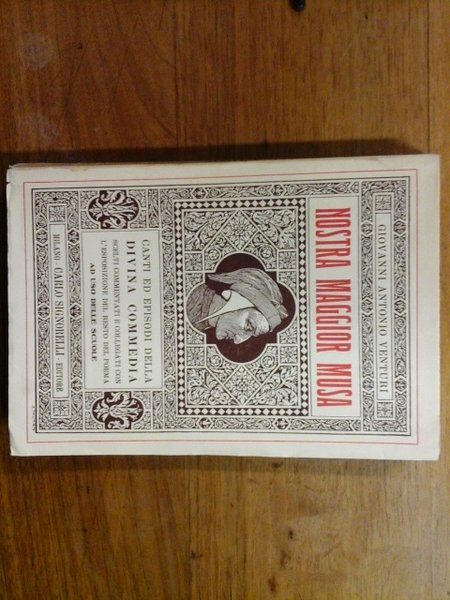 GIOVANNI ANTONIO VENTURI
NOSTRA MAGGIOR MUSA
CANTI ED EPISODI DELLA
DIVINA COMMEDIA
SCELTI COMMENTATI E COLLEGATI CON
L'ESPOSIZIONE DEL RESTO DEL POEMA
AD USO DELLE SCUOLE
MILANO - CARLO SIGNORELLI - EDITORE